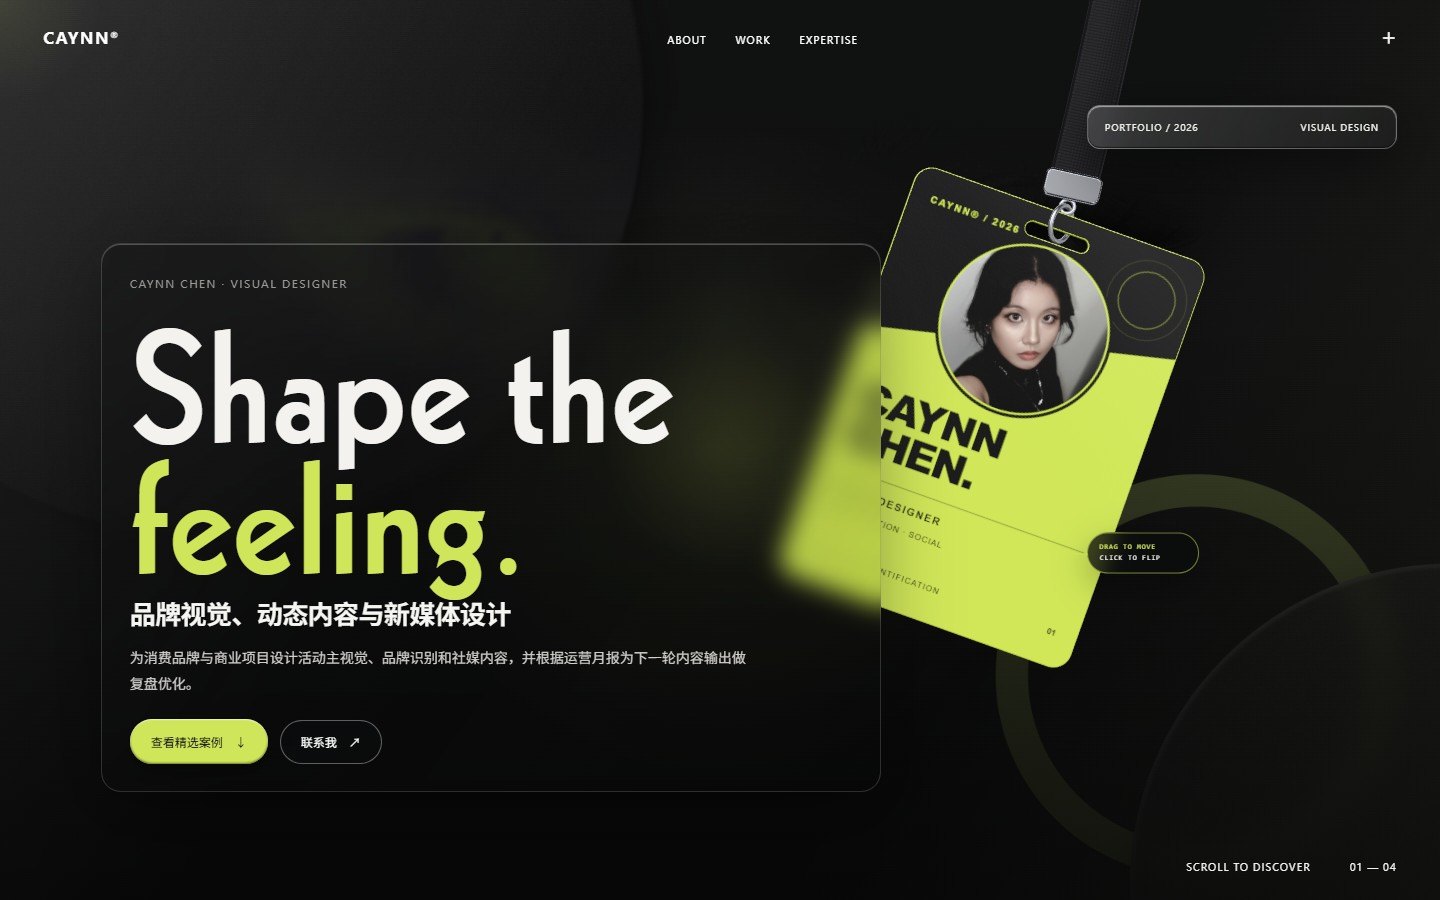 CAYNN®
ABOUT WORK EXPERTISE
+
PORTFOLIO / 2026 VISUAL DESIGN
CAYNN CHEN · VISUAL DESIGNER
Shape the
feeling.
品牌视觉、动态内容与新媒体设计
为消费品牌与商业项目设计活动主视觉、品牌识别和社媒内容，并根据运营月报为下一轮内容输出做
复盘优化。
查看精选案例 ↓
联系我 ↗
CAYNN® / 2026
CAYNN
CHEN.
DESIGNER
SOCIAL
01
DRAG TO MOVE
CLICK TO FLIP
SCROLL TO DISCOVER 01 — 04